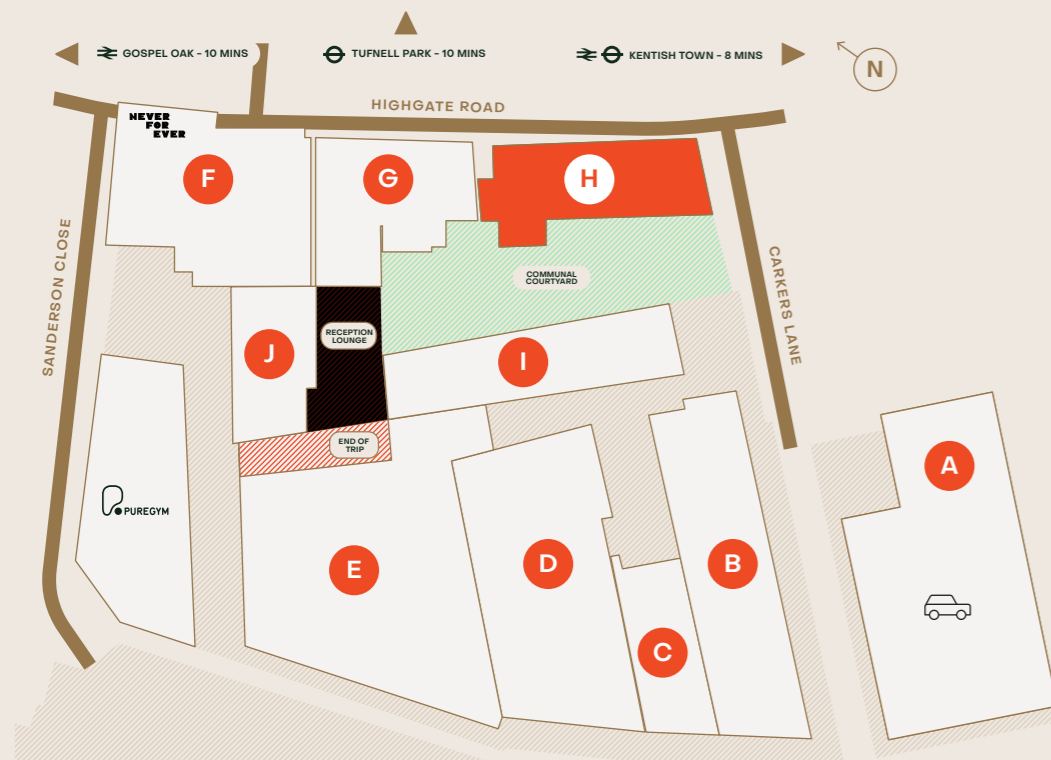 GOSPEL OAK - 10 MINS
TUFNELL PARK - 10 MINS
KENTISH TOWN - 8 MINS
N
HIGHGATE ROAD
NEVER
FOR
EVER
F
G
H
SANDERSON CLOSE
CARKERS LANE
COMMUNAL
COURTYARD
RECEPTION
LOUNGE
J
I
END OF
TRIP
A
PUREGYM
E
D
B
C